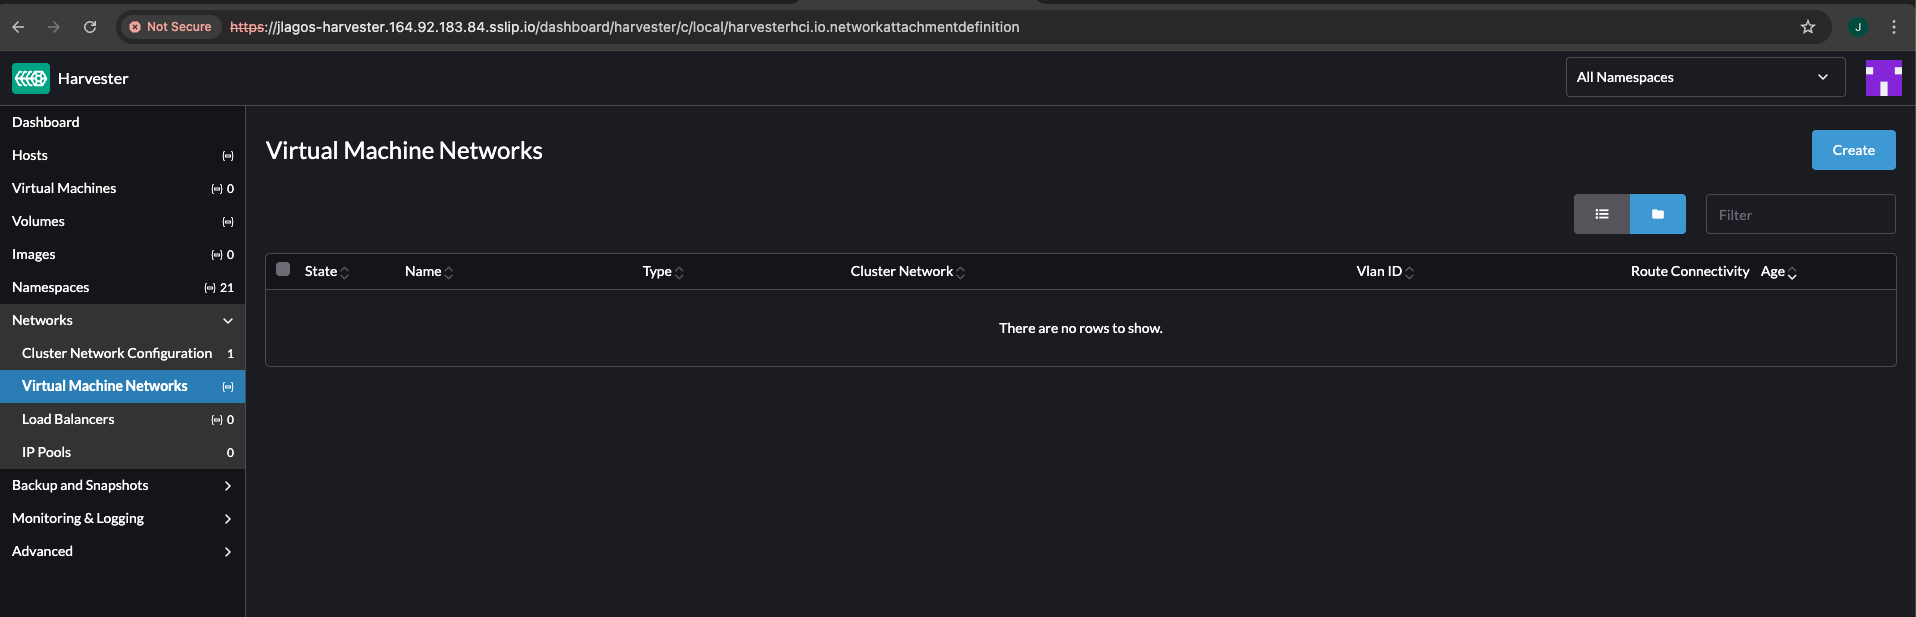 Not Secure https://jlagos-harvester.164.92.183.84.sslip.io/dashboard/harvester/c/local/harvesterhci.io.networkattachmentdefinition J
Harvester All Namespaces
Dashboard
Hosts
Virtual Machines 0
Volumes
Images 0
Namespaces 21
Networks
Cluster Network Configuration 1
Virtual Machine Networks
Load Balancers 0
IP Pools 0
Backup and Snapshots
Monitoring & Logging
Advanced
Virtual Machine Networks Create
Filter
State Name Type Cluster Network Vlan ID Route Connectivity Age
There are no rows to show.